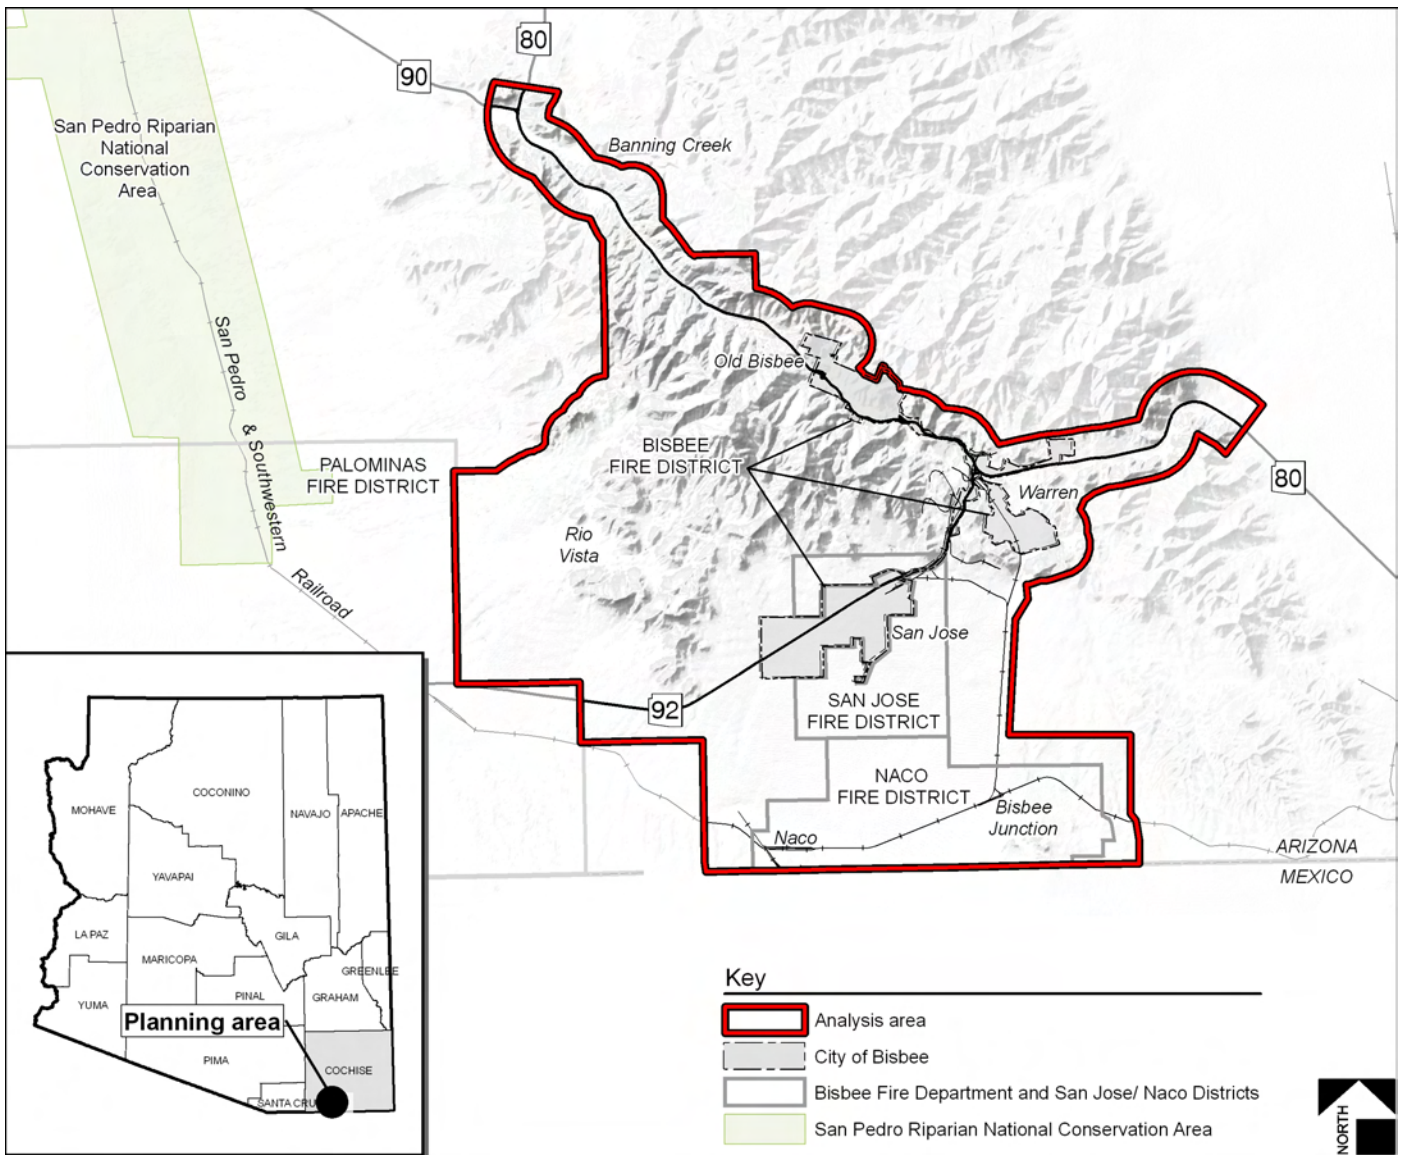 80
90
Banning Creek
San Pedro Riparian
National
Conservation
Area
San Pedro
& Southwestern
Railroad
Old Bisbee
BISBEE
FIRE DISTRICT
PALOMINAS
FIRE DISTRICT
80
Warren
Rio
Vista
San Jose
92
SAN JOSE
FIRE DISTRICT
NACO
FIRE DISTRICT
Bisbee
Junction
Naco
ARIZONA
MEXICO
MOHAVE
COCONINO
NAVAJO
APACHE
YAVAPAI
LA PAZ
GILA
MARICOPA
GREENLEE
YUMA
PINAL
GRAHAM
Planning area
PIMA
COCHISE
SANTA CRU
Key
Analysis area
City of Bisbee
Bisbee Fire Department and San Jose/ Naco Districts
San Pedro Riparian National Conservation Area
NORTH